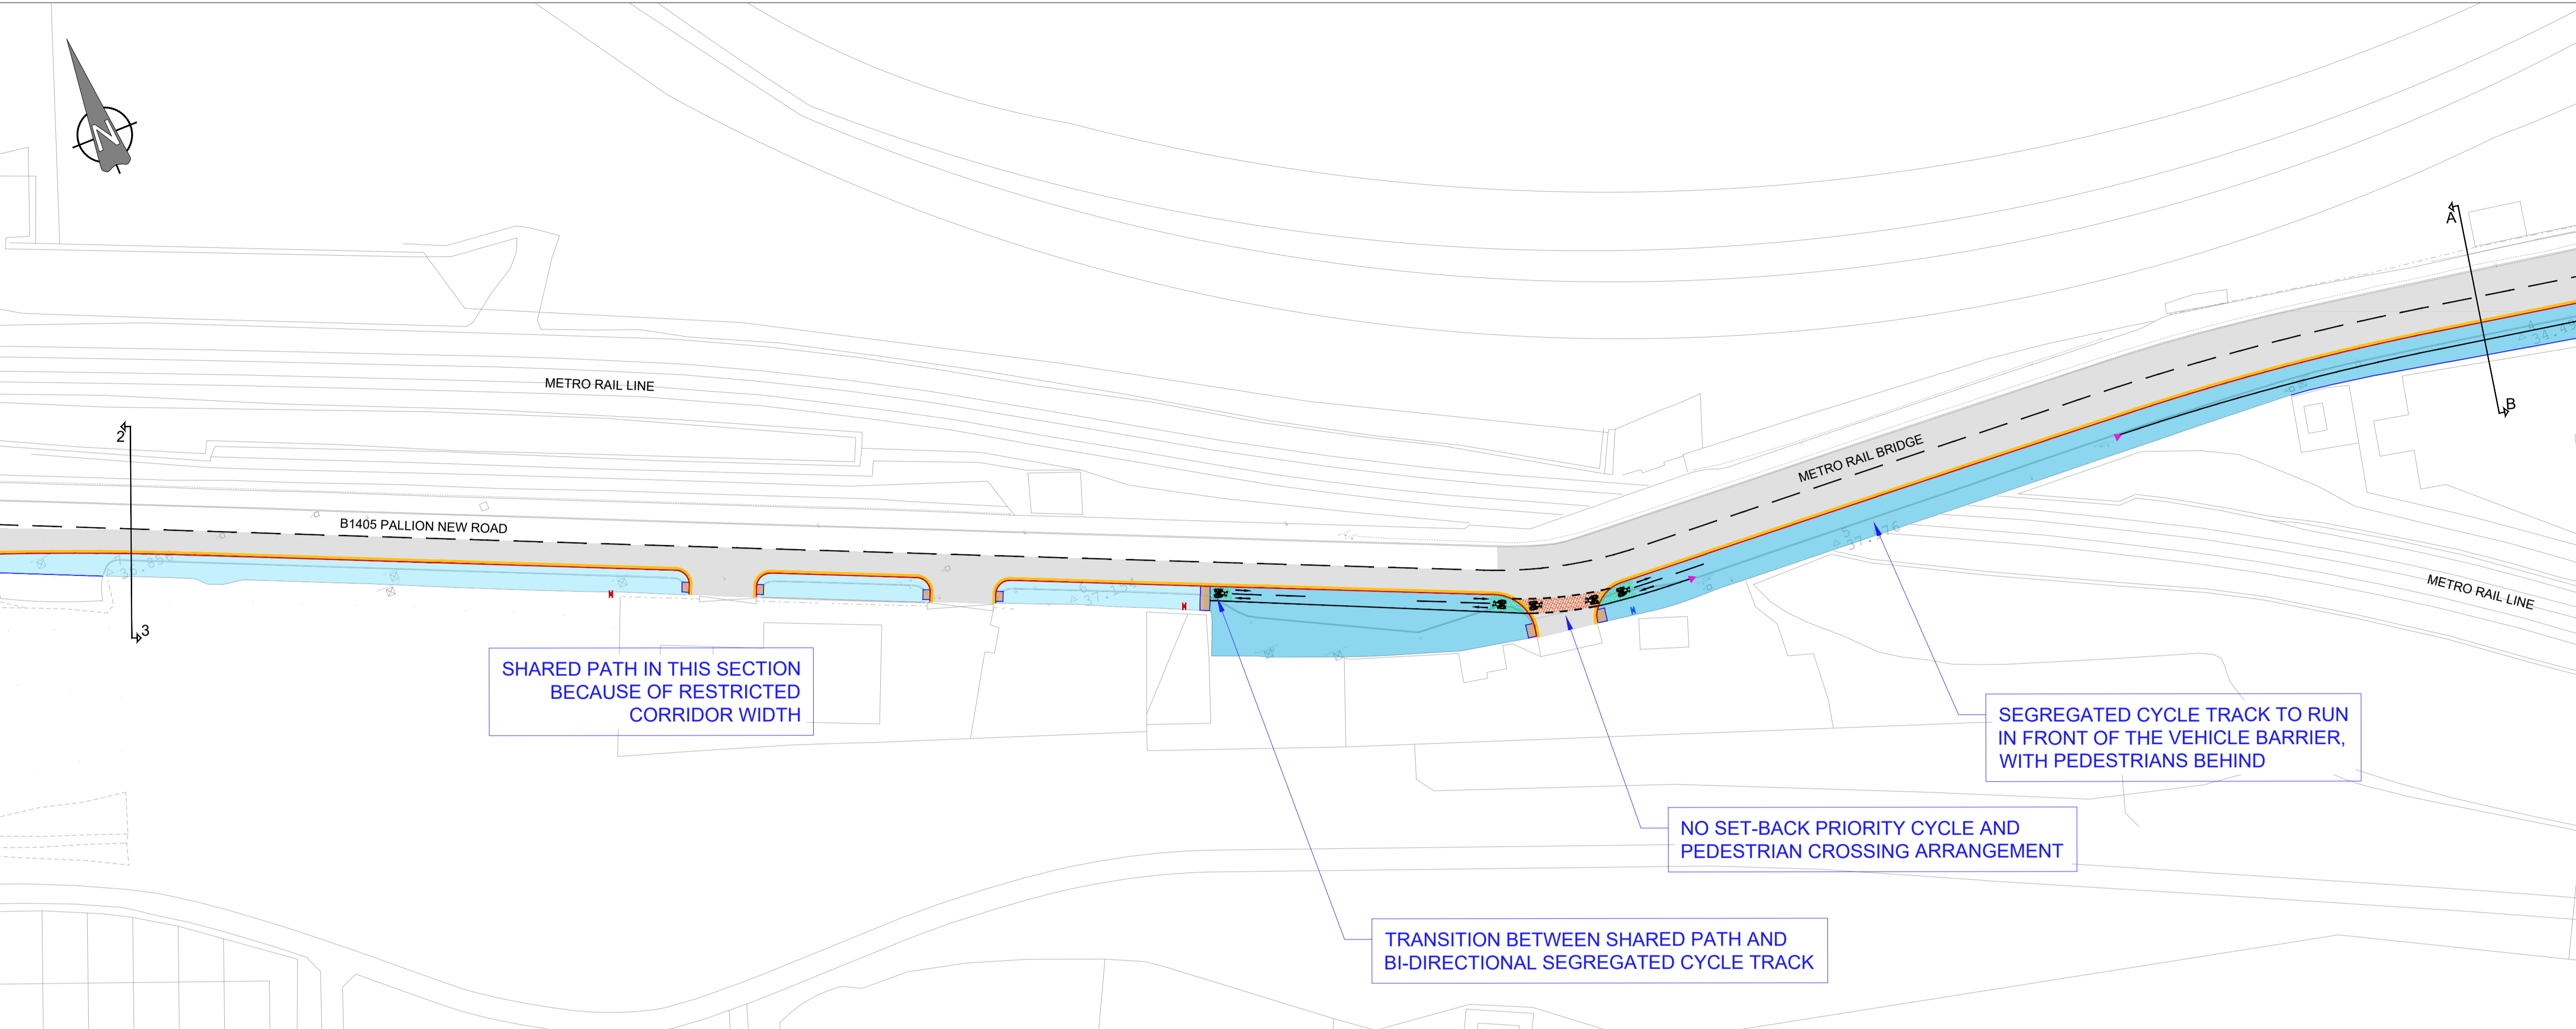 N
A
METRO RAIL LINE
2
METRO RAIL BRIDGE
B
B1405 PALLION NEW ROAD
METRO RAIL LINE
3
SHARED PATH IN THIS SECTION
BECAUSE OF RESTRICTED
CORRIDOR WIDTH
SEGREGATED CYCLE TRACK TO RUN
IN FRONT OF THE VEHICLE BARRIER,
WITH PEDESTRIANS BEHIND
NO SET-BACK PRIORITY CYCLE AND
PEDESTRIAN CROSSING ARRANGEMENT
TRANSITION BETWEEN SHARED PATH AND
BI-DIRECTIONAL SEGREGATED CYCLE TRACK